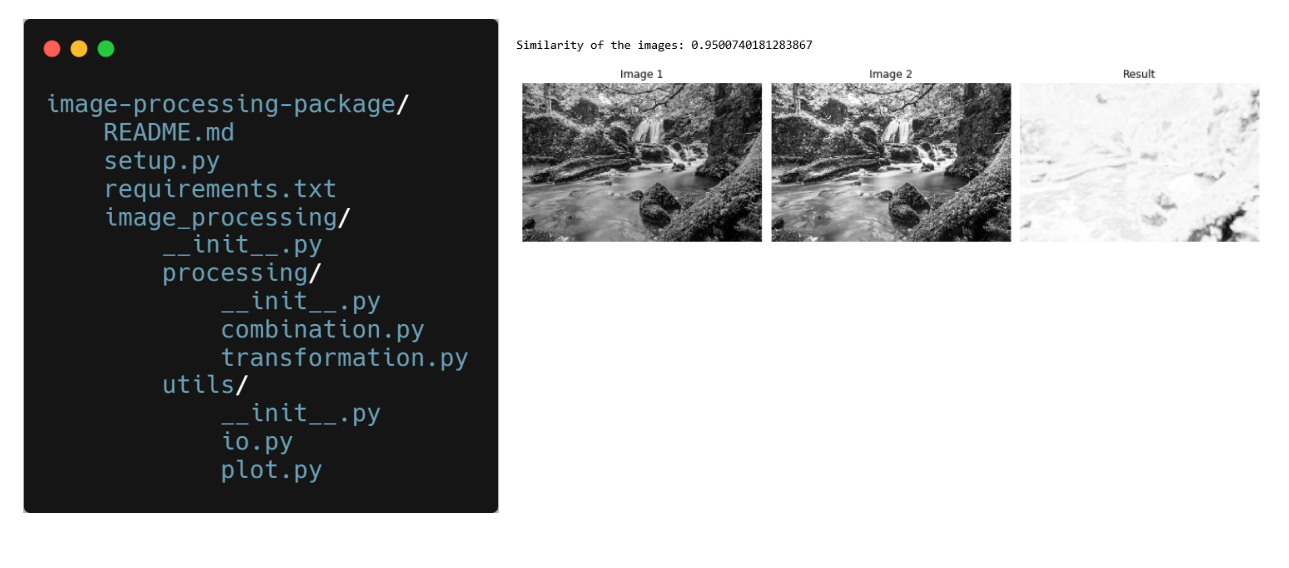 image-processing-package/
README.md
setup.py
requirements.txt
image_processing/
__init__.py
processing/
__init__.py
combination.py
transformation.py
utils/
__init__.py
io.py
plot.py
Similarity of the images: 0.9500740181283867
Image 1
Image 2
Result